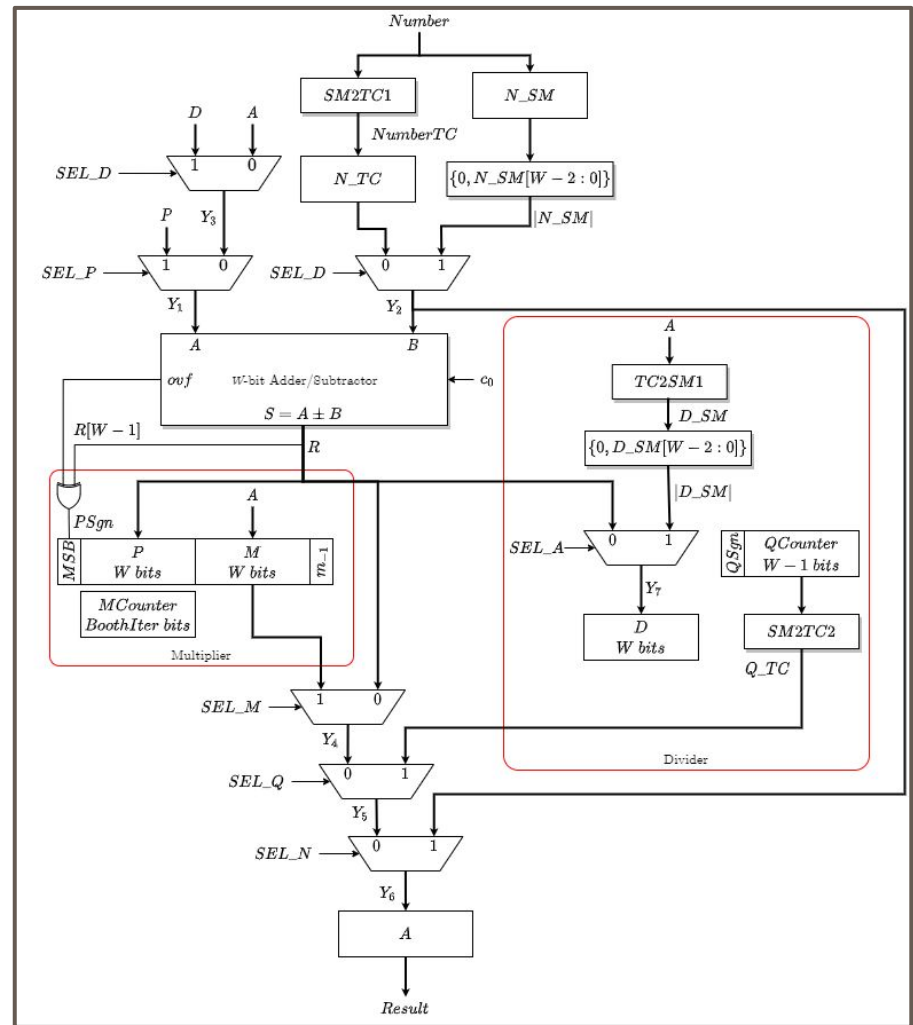 Number
SM2TC1
N_SM
NumberTC
D A
1 0
SEL_D
N_TC
{0, N_SM[W − 2 : 0]}
Y₃
|N_SM|
P
1 0
SEL_P
0 1
SEL_D
Y₁
Y₂
A B
ovf
W-bit Adder/Subtractor
c₀
S = A ± B
R[W − 1]
R
A
TC2SM1
D_SM
{0, D_SM[W − 2 : 0]}
|D_SM|
0 1
SEL_A
Y₇
D
W bits
QSgn
QCounter
W − 1 bits
SM2TC2
Q_TC
Divider
PSgn
A
MSB
P
W bits
M
W bits
m₋₁
MCounter
BoothIter bits
Multiplier
1 0
SEL_M
Y₄
0 1
SEL_Q
Y₅
0 1
SEL_N
Y₆
A
Result